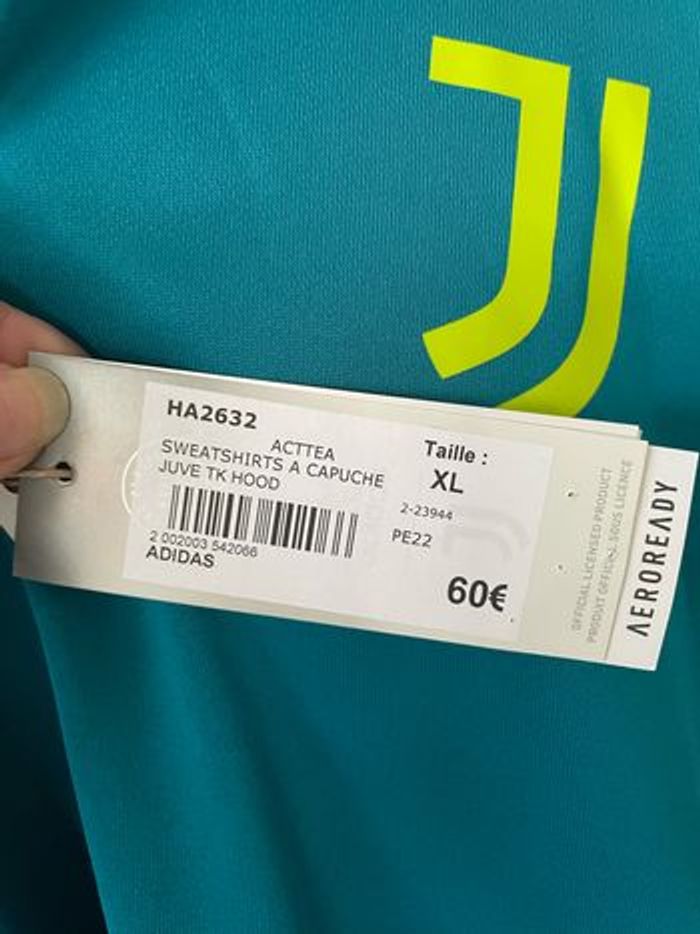 HA2632
ACTTEA
SWEATSHIRTS A CAPUCHE
JUVE TK HOOD
2 002003 542066
ADIDAS
Taille :
XL
2-23944
PE22
60€
OFFICIAL LICENSED PRODUCT
PRODUIT OFFICIEL SOUS LICENCE
AEROREADY